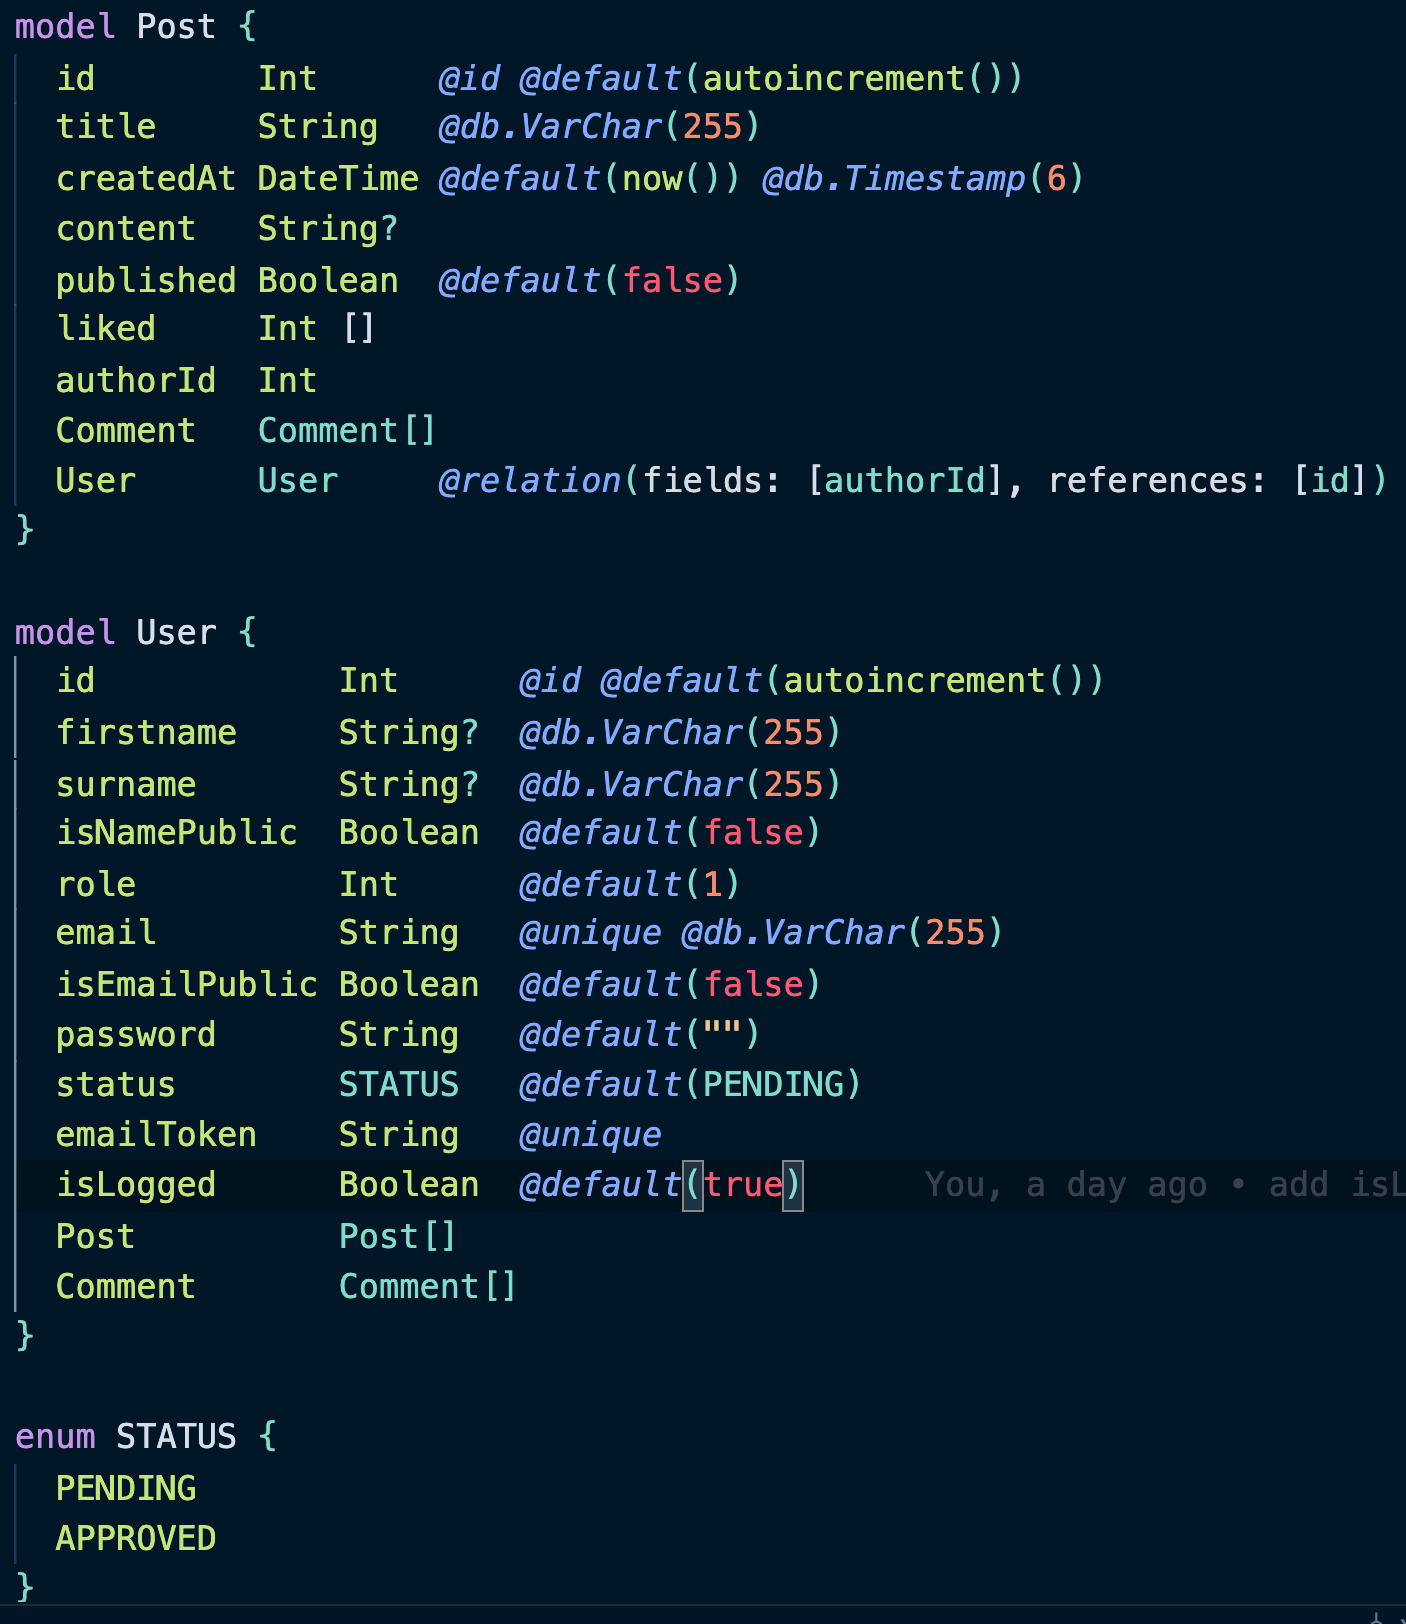 model Post {
  id        Int      @id @default(autoincrement())
  title     String   @db.VarChar(255)
  createdAt DateTime @default(now()) @db.Timestamp(6)
  content   String?
  published Boolean  @default(false)
  liked     Int []
  authorId  Int
  Comment   Comment[]
  User      User     @relation(fields: [authorId], references: [id])
}
model User {
  id            Int      @id @default(autoincrement())
  firstname     String?  @db.VarChar(255)
  surname       String?  @db.VarChar(255)
  isNamePublic  Boolean  @default(false)
  role          Int      @default(1)
  email         String   @unique @db.VarChar(255)
  isEmailPublic Boolean  @default(false)
  password      String   @default("")
  status        STATUS   @default(PENDING)
  emailToken    String   @unique
  isLogged      Boolean  @default(true)      You, a day ago • add isL
  Post          Post[]
  Comment       Comment[]
}
enum STATUS {
  PENDING
  APPROVED
}